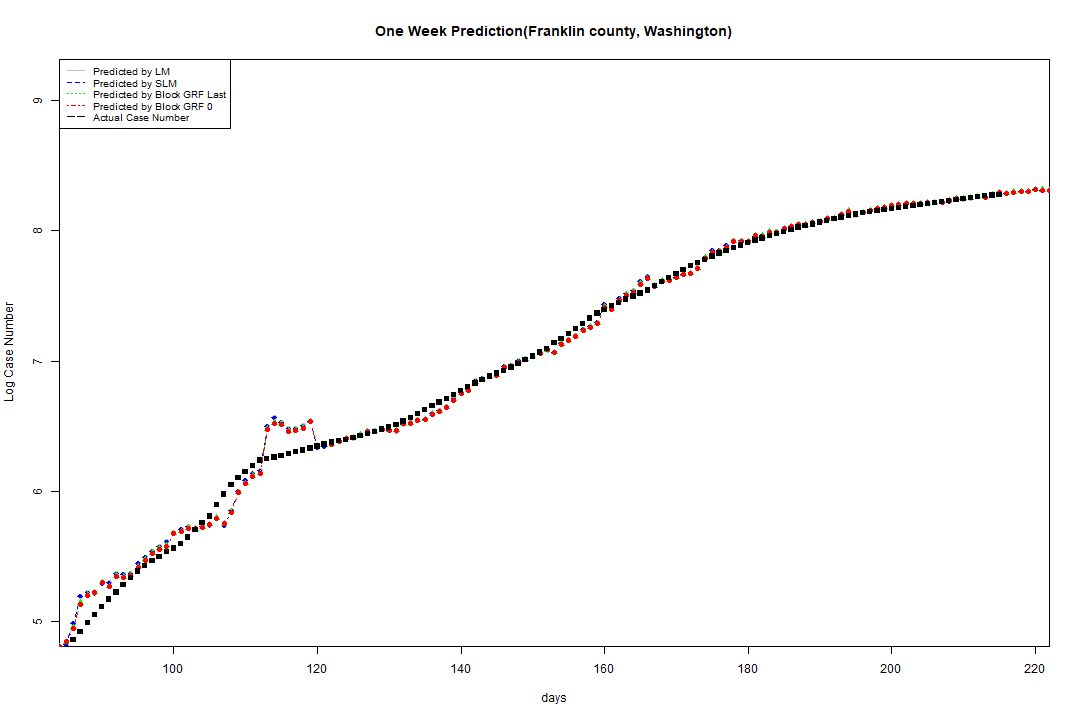 One Week Prediction(Franklin county, Washington)
Predicted by LM
Predicted by SLM
Predicted by Block GRF Last
Predicted by Block GRF 0
Actual Case Number
9
8
7
6
5
Log Case Number
100 120 140 160 180 200 220
days